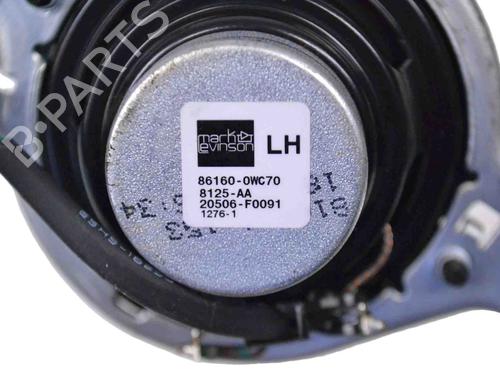 B-PARTS
mark
levinson
LH
86160-0WC70
8125-AA
20506-F0091
1276-1